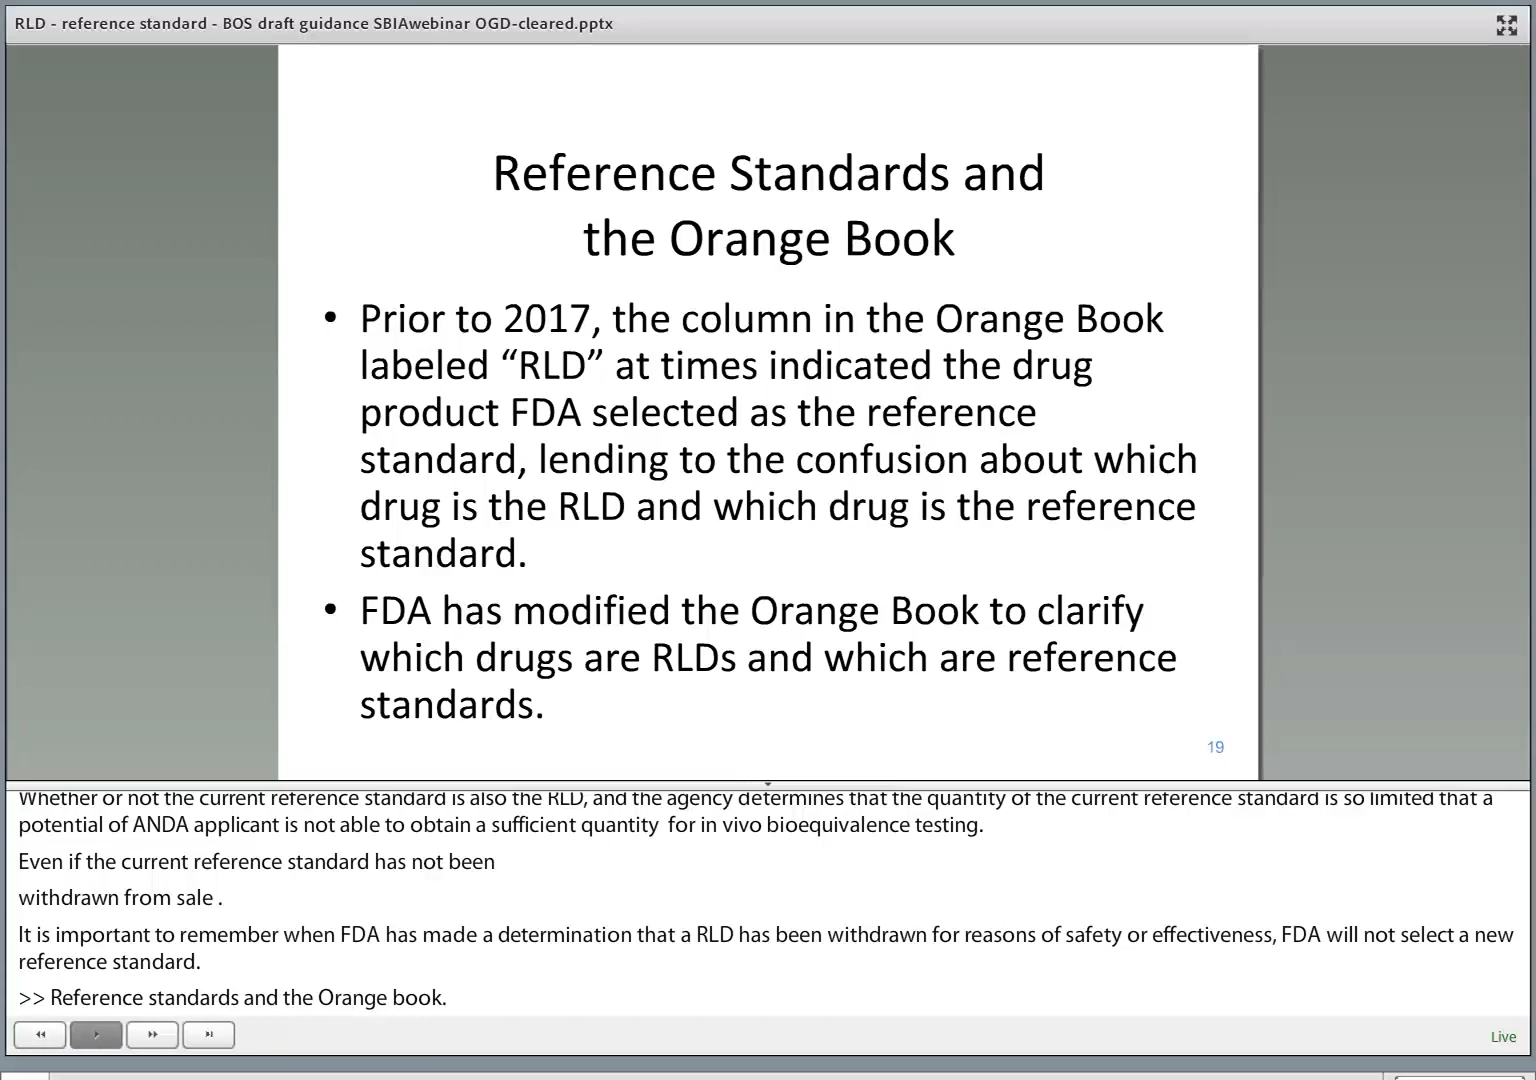 RLD - reference standard - BOS draft guidance SBIAwebinar OGD-cleared.pptx
Reference Standards and
the Orange Book
• Prior to 2017, the column in the Orange Book
labeled “RLD” at times indicated the drug
product FDA selected as the reference
standard, lending to the confusion about which
drug is the RLD and which drug is the reference
standard.
• FDA has modified the Orange Book to clarify
which drugs are RLDs and which are reference
standards.
19
Whether or not the current reference standard is also the RLD, and the agency determines that the quantity of the current reference standard is so limited that a
potential of ANDA applicant is not able to obtain a sufficient quantity  for in vivo bioequivalence testing.
Even if the current reference standard has not been
withdrawn from sale .
It is important to remember when FDA has made a determination that a RLD has been withdrawn for reasons of safety or effectiveness, FDA will not select a new
reference standard.
>> Reference standards and the Orange book.
Live